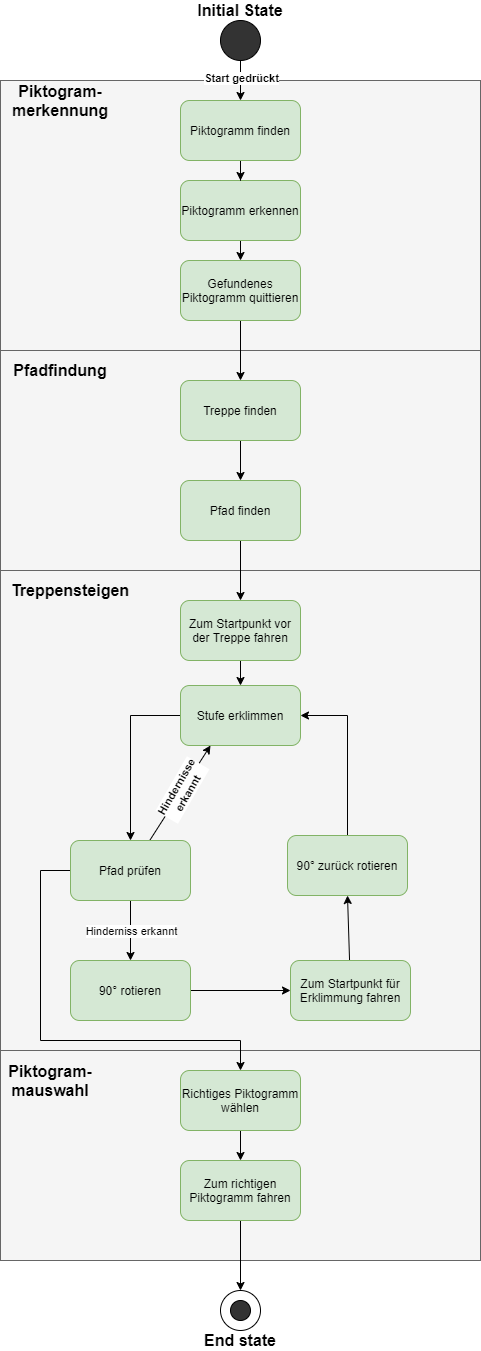 Initial State
Start gedrückt
Piktogram-
merkennung
Piktogramm finden
Piktogramm erkennen
Gefundenes
Piktogramm quittieren
Pfadfindung
Treppe finden
Pfad finden
Treppensteigen
Zum Startpunkt vor
der Treppe fahren
Stufe erklimmen
Hindernisse
erkannt
Pfad prüfen
90° zurück rotieren
Hinderniss erkannt
90° rotieren
Zum Startpunkt für
Erklimmung fahren
Piktogram-
mauswahl
Richtiges Piktogramm
wählen
Zum richtigen
Piktogramm fahren
End state